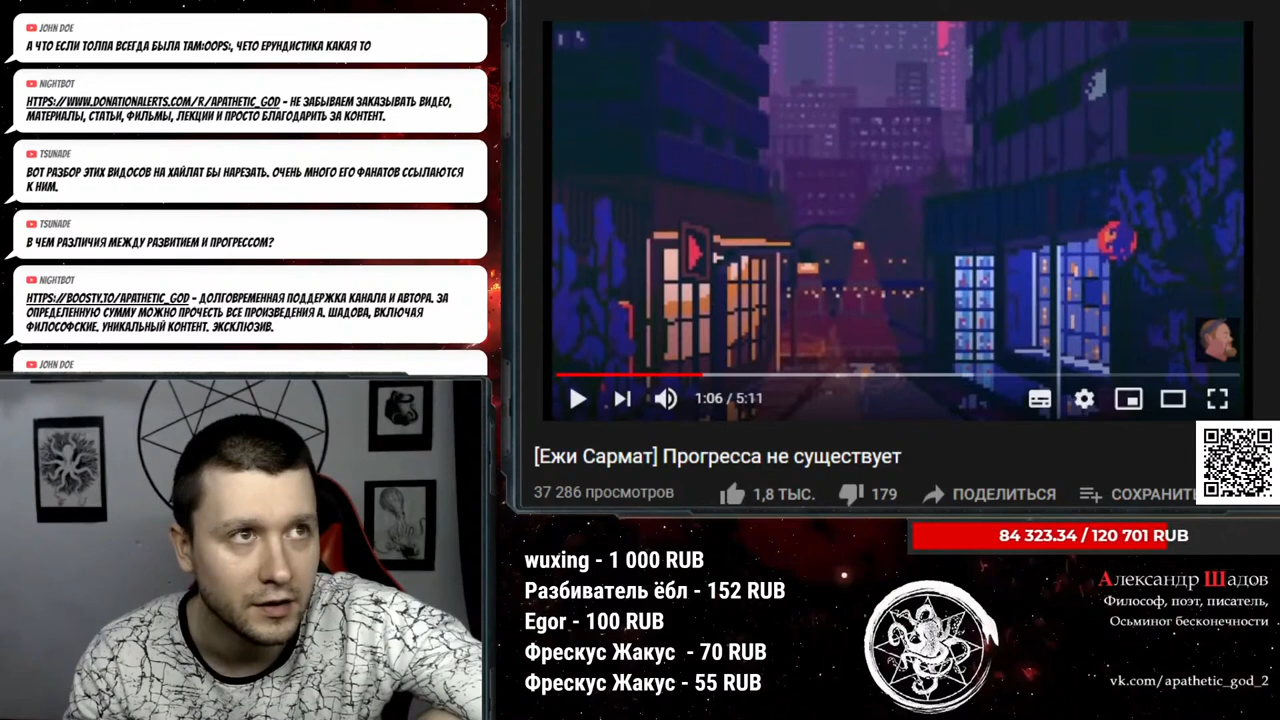 JOHN DOE
А ЧТО ЕСЛИ ТОЛПА ВСЕГДА БЫЛА ТАМ:OOPS:, ЧЕТО ЕРУНДИСТИКА КАКАЯ ТО
NIGHTBOT
HTTPS://WWW.DONATIONALERTS.COM/R/APATHETIC_GOD - НЕ ЗАБЫВАЕМ ЗАКАЗЫВАТЬ ВИДЕО,
МАТЕРИАЛЫ, СТАТЬИ, ФИЛЬМЫ, ЛЕКЦИИ И ПРОСТО БЛАГОДАРИТЬ ЗА КОНТЕНТ.
TSUNADE
ВОТ РАЗБОР ЭТИХ ВИДОСОВ НА ХАЙЛАТ БЫ НАРЕЗАТЬ. ОЧЕНЬ МНОГО ЕГО ФАНАТОВ ССЫЛАЮТСЯ
К НИМ.
TSUNADE
В ЧЕМ РАЗЛИЧИЯ МЕЖДУ РАЗВИТИЕМ И ПРОГРЕССОМ?
NIGHTBOT
HTTPS://BOOSTY.TO/APATHETIC_GOD - ДОЛГОВРЕМЕННАЯ ПОДДЕРЖКА КАНАЛА И АВТОРА. ЗА
ОПРЕДЕЛЕННУЮ СУММУ МОЖНО ПРОЧЕСТЬ ВСЕ ПРОИЗВЕДЕНИЯ А. ШАДОВА, ВКЛЮЧАЯ
ФИЛОСОФСКИЕ. УНИКАЛЬНЫЙ КОНТЕНТ. ЭКСКЛЮЗИВ.
JOHN DOE
1:06 / 5:11
[Ежи Сармат] Прогресса не существует
37 286 просмотров
1,8 ТЫС.
179
ПОДЕЛИТЬСЯ
СОХРАНИТЬ
84 323.34 / 120 701 RUB
wuxing - 1 000 RUB
Разбиватель ёбл - 152 RUB
Egor - 100 RUB
Фрескус Жакус - 70 RUB
Фрескус Жакус - 55 RUB
Александр Шадов
Философ, поэт, писатель,
Осьминог бесконечности
vk.com/apathetic_god_2